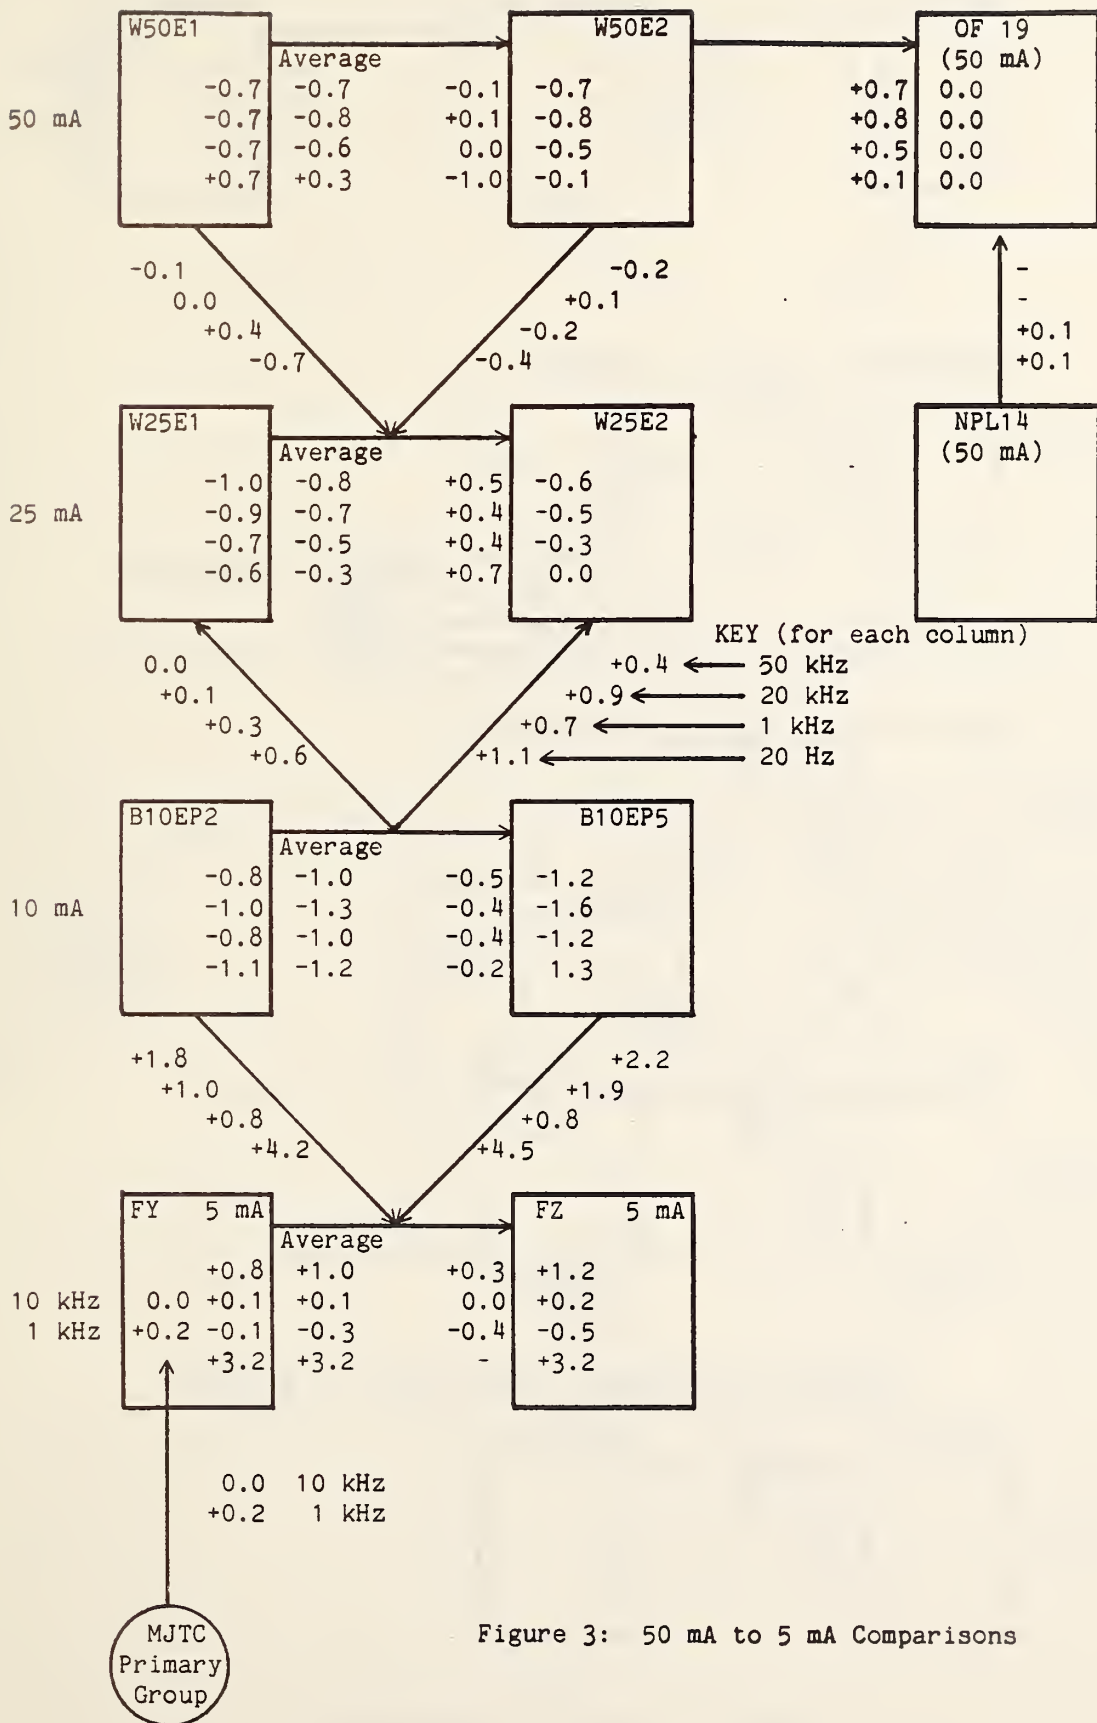 W50E1 W50E2 OF 19
Average (50 mA)
-0.7 -0.7 -0.1 -0.7 +0.7 0.0
50 mA -0.7 -0.8 +0.1 -0.8 +0.8 0.0
-0.7 -0.6 0.0 -0.5 +0.5 0.0
+0.7 +0.3 -1.0 -0.1 +0.1 0.0
-0.1 -0.2 -
0.0 +0.1 -
+0.4 -0.2 +0.1
-0.7 -0.4 +0.1
W25E1 W25E2 NPL14
Average (50 mA)
-1.0 -0.8 +0.5 -0.6
25 mA -0.9 -0.7 +0.4 -0.5
-0.7 -0.5 +0.4 -0.3
-0.6 -0.3 +0.7 0.0
KEY (for each column)
0.0 +0.4 50 kHz
+0.1 +0.9 20 kHz
+0.3 +0.7 1 kHz
+0.6 +1.1 20 Hz
B10EP2 B10EP5
Average
-0.8 -1.0 -0.5 -1.2
10 mA -1.0 -1.3 -0.4 -1.6
-0.8 -1.0 -0.4 -1.2
-1.1 -1.2 -0.2 1.3
+1.8 +2.2
+1.0 +1.9
+0.8 +0.8
+4.2 +4.5
FY 5 mA FZ 5 mA
Average
+0.8 +1.0 +0.3 +1.2
10 kHz 0.0 +0.1 +0.1 0.0 +0.2
1 kHz +0.2 -0.1 -0.3 -0.4 -0.5
+3.2 +3.2 - +3.2
0.0 10 kHz
+0.2 1 kHz
MJTC
Primary
Group
Figure 3: 50 mA to 5 mA Comparisons